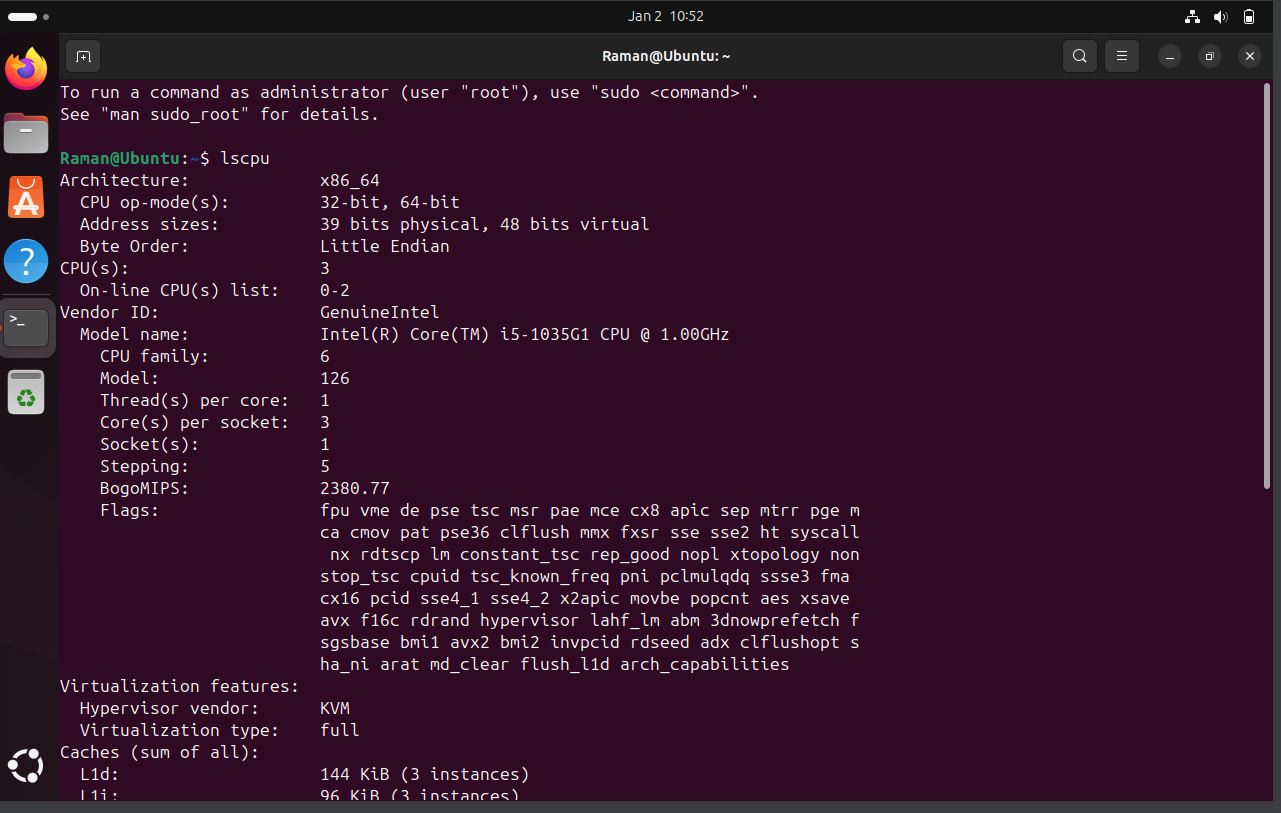 Jan 2 10:52
Raman@Ubuntu: ~
To run a command as administrator (user "root"), use "sudo <command>".
See "man sudo_root" for details.
Raman@Ubuntu:~$ lscpu
Architecture: x86_64
CPU op-mode(s): 32-bit, 64-bit
Address sizes: 39 bits physical, 48 bits virtual
Byte Order: Little Endian
CPU(s): 3
On-line CPU(s) list: 0-2
Vendor ID: GenuineIntel
Model name: Intel(R) Core(TM) i5-1035G1 CPU @ 1.00GHz
CPU family: 6
Model: 126
Thread(s) per core: 1
Core(s) per socket: 3
Socket(s): 1
Stepping: 5
BogoMIPS: 2380.77
Flags: fpu vme de pse tsc msr pae mce cx8 apic sep mtrr pge m
ca cmov pat pse36 clflush mmx fxsr sse sse2 ht syscall
nx rdtscp lm constant_tsc rep_good nopl xtopology non
stop_tsc cpuid tsc_known_freq pni pclmulqdq ssse3 fma
cx16 pcid sse4_1 sse4_2 x2apic movbe popcnt aes xsave
avx f16c rdrand hypervisor lahf_lm abm 3dnowprefetch f
sgsbase bmi1 avx2 bmi2 invpcid rdseed adx clflushopt s
ha_ni arat md_clear flush_l1d arch_capabilities
Virtualization features:
Hypervisor vendor: KVM
Virtualization type: full
Caches (sum of all):
L1d: 144 KiB (3 instances)
L1i: 96 KiB (3 instances)